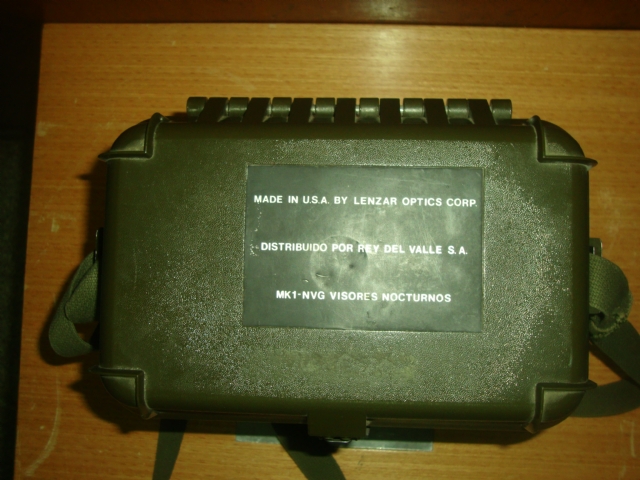 MADE IN U.S.A. BY LENZAR OPTICS CORP.
DISTRIBUIDO POR REY DEL VALLE S.A.
MK1-NVG VISORES NOCTURNOS